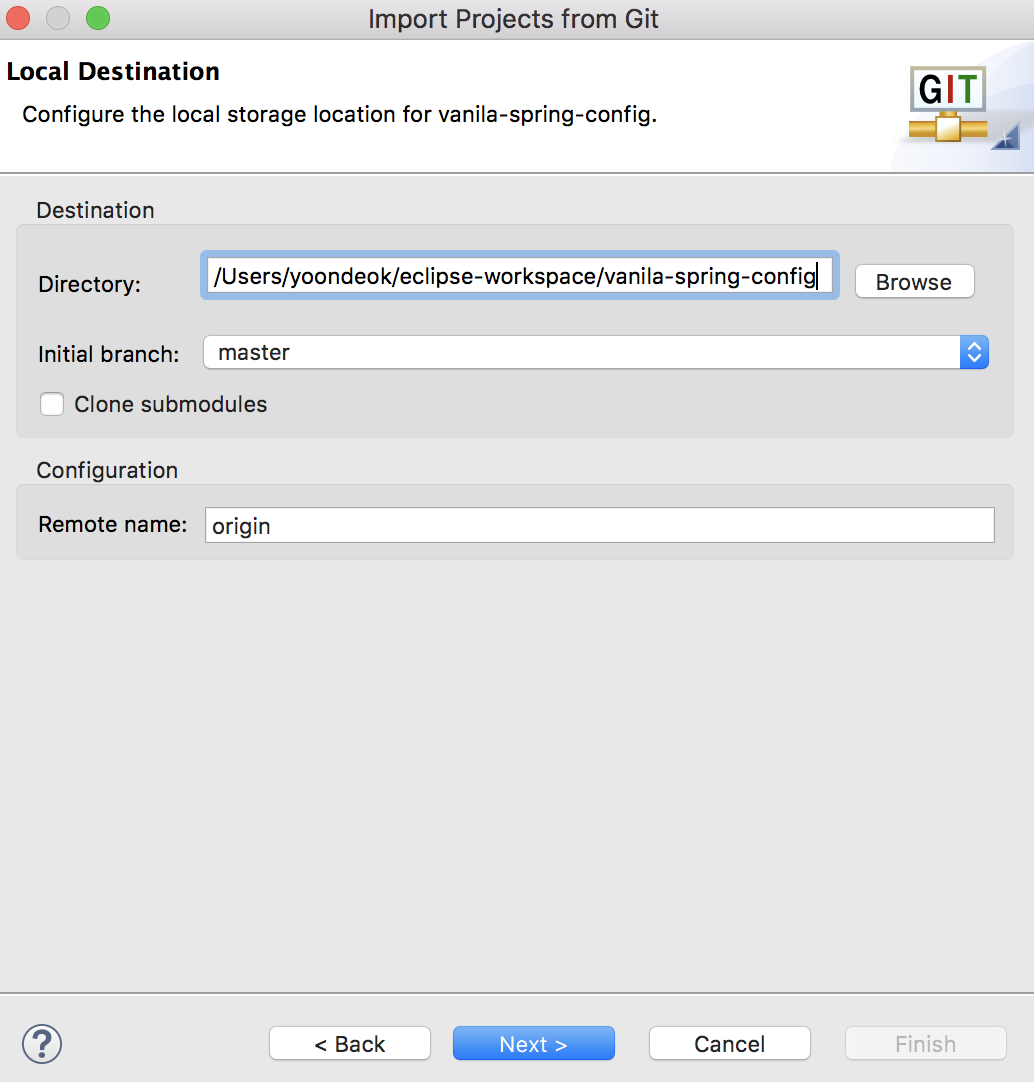 Import Projects from Git
Local Destination
Configure the local storage location for vanila-spring-config.
GIT
Destination
Directory: /Users/yoondeok/eclipse-workspace/vanila-spring-config Browse
Initial branch: master
Clone submodules
Configuration
Remote name: origin
? < Back Next > Cancel Finish